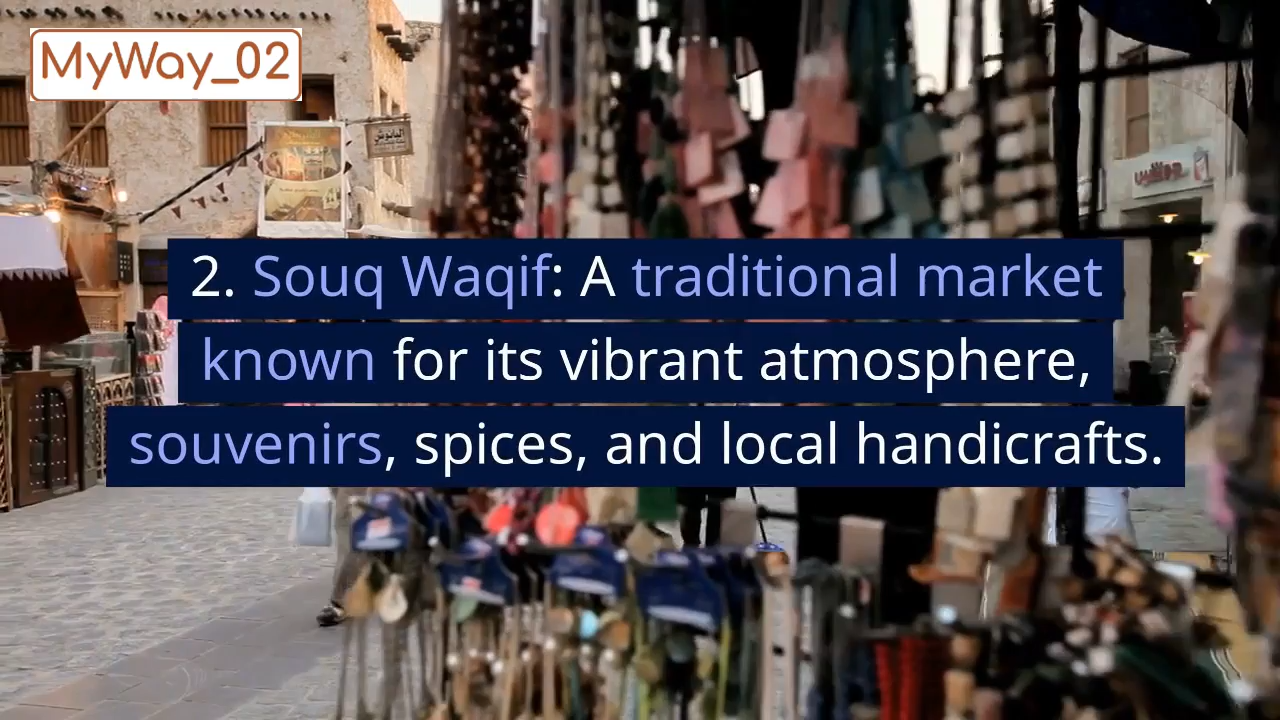 MyWay_02
2. Souq Waqif: A traditional market
known for its vibrant atmosphere,
souvenirs, spices, and local handicrafts.